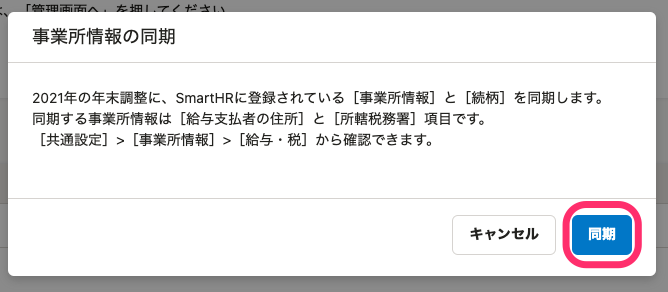 、「管理画面へ」を押してください
事業所情報の同期
2021年の年末調整に、SmartHRに登録されている［事業所情報］と［続柄］を同期します。
同期する事業所情報は［給与支払者の住所］と［所轄税務署］項目です。
［共通設定］>［事業所情報］>［給与・税］から確認できます。
キャンセル
同期